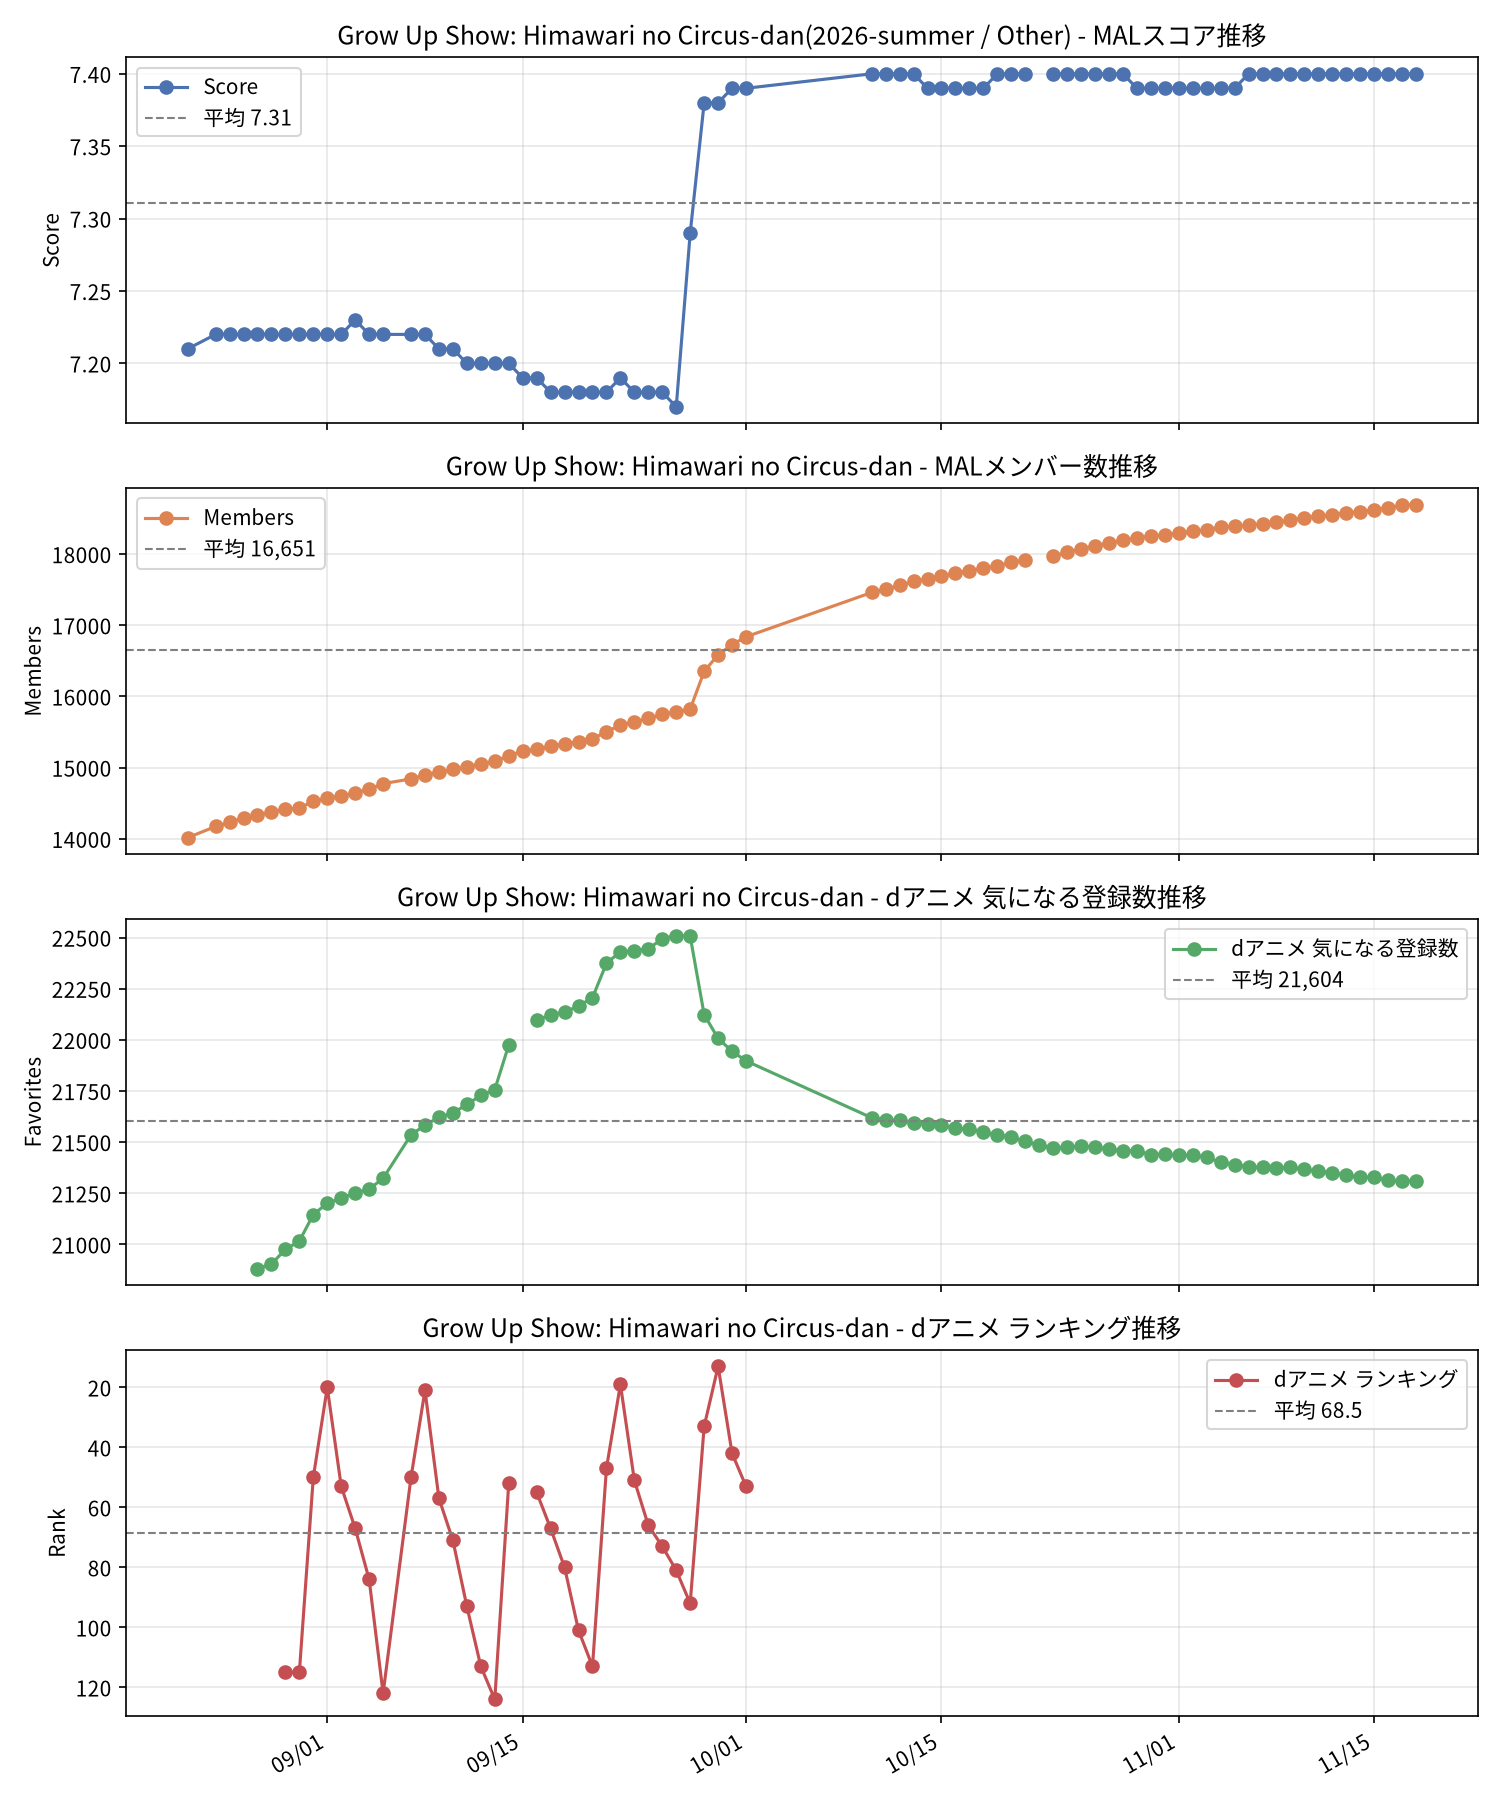 Grow Up Show: Himawari no Circus-dan(2026-summer / Other) - MALスコア推移
Score
平均 7.31
7.40
7.35
7.30
7.25
7.20
Score
Grow Up Show: Himawari no Circus-dan - MALメンバー数推移
Members
平均 16,651
18000
17000
16000
15000
14000
Members
Grow Up Show: Himawari no Circus-dan - dアニメ 気になる登録数推移
dアニメ 気になる登録数
平均 21,604
22500
22250
22000
21750
21500
21250
21000
Favorites
Grow Up Show: Himawari no Circus-dan - dアニメ ランキング推移
dアニメ ランキング
平均 68.5
20
40
60
80
100
120
Rank
09/01
09/15
10/01
10/15
11/01
11/15